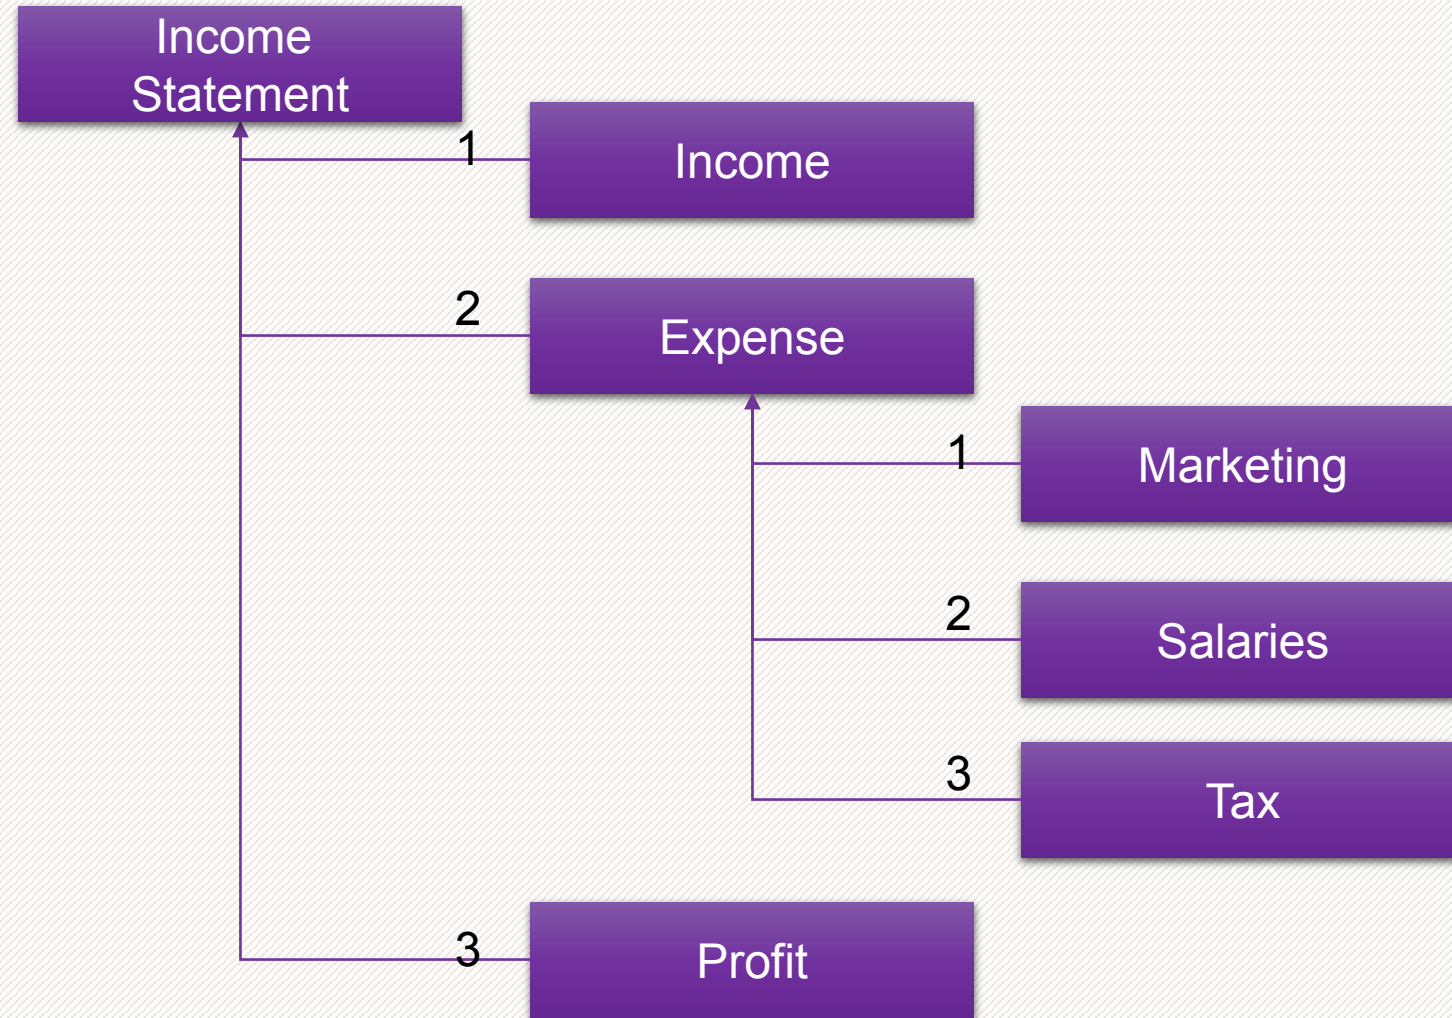 Income
Statement
1
Income
2
Expense
1
Marketing
2
Salaries
3
Tax
3
Profit